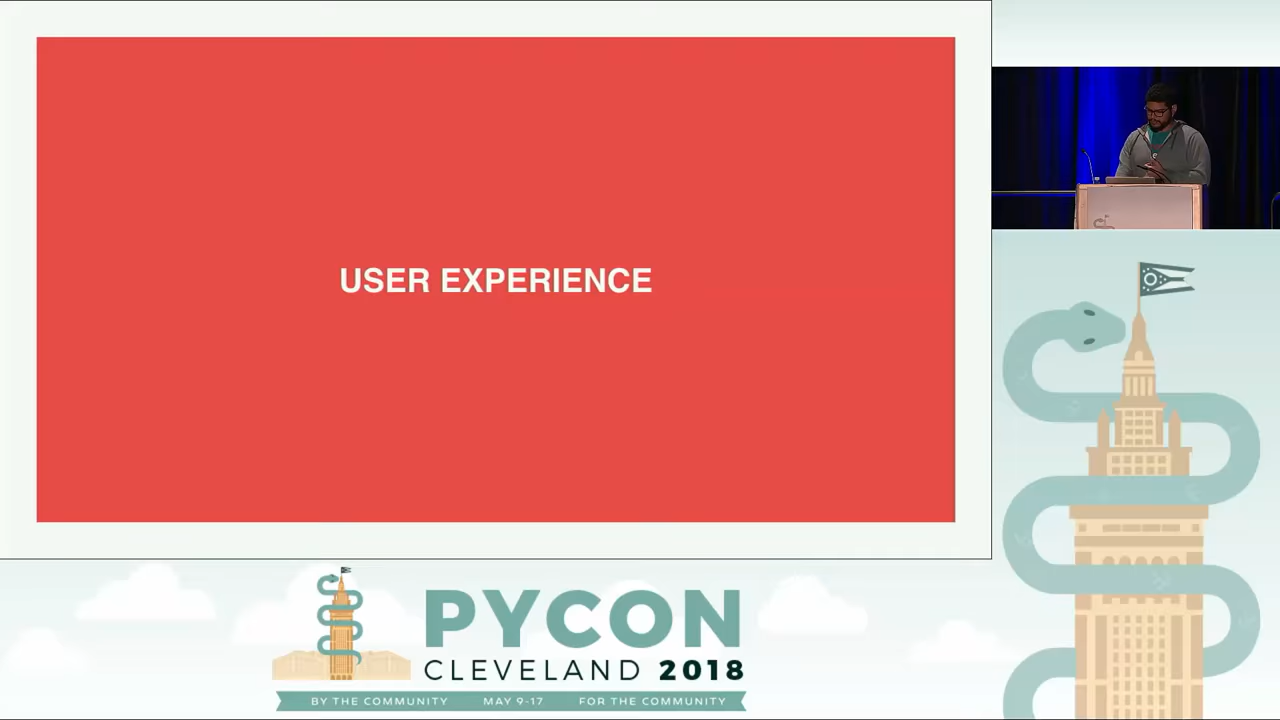 USER EXPERIENCE
PYCON
CLEVELAND 2018
BY THE COMMUNITY MAY 9-17 FOR THE COMMUNITY